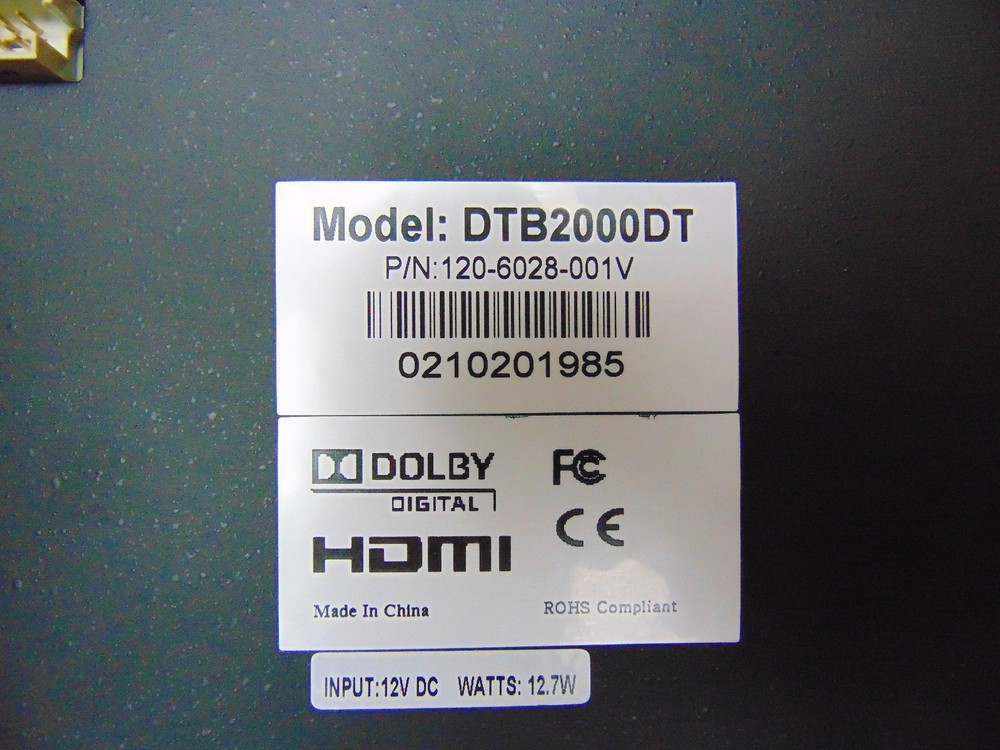 Model: DTB2000DT
P/N:120-6028-001V
0210201985
DOLBY
DIGITAL
FC
CE
HDMI
Made In China
ROHS Compliant
INPUT:12V DC WATTS: 12.7W